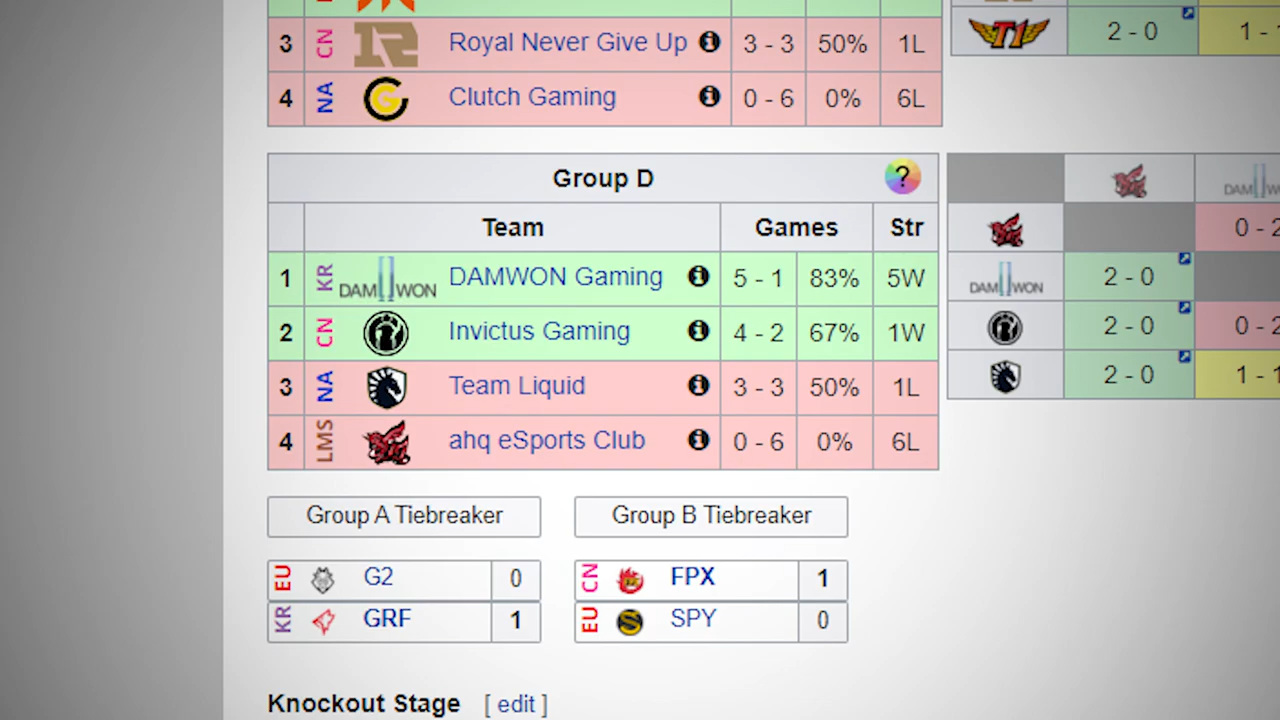 3 CN Royal Never Give Up 3 - 3 50% 1L
T1 2 - 0
4 NA Clutch Gaming 0 - 6 0% 6L
Group D ?
Team Games Str
DAMWON
0 - 2
1 KR DAMWON DAMWON Gaming 5 - 1 83% 5W
DAMWON 2 - 0
2 CN Invictus Gaming 4 - 2 67% 1W
2 - 0 0 - 2
3 NA Team Liquid 3 - 3 50% 1L
2 - 0 1 - 1
4 LMS ahq eSports Club 0 - 6 0% 6L
Group A Tiebreaker
Group B Tiebreaker
EU G2 0
KR GRF 1
CN FPX 1
EU SPY 0
Knockout Stage [ edit ]